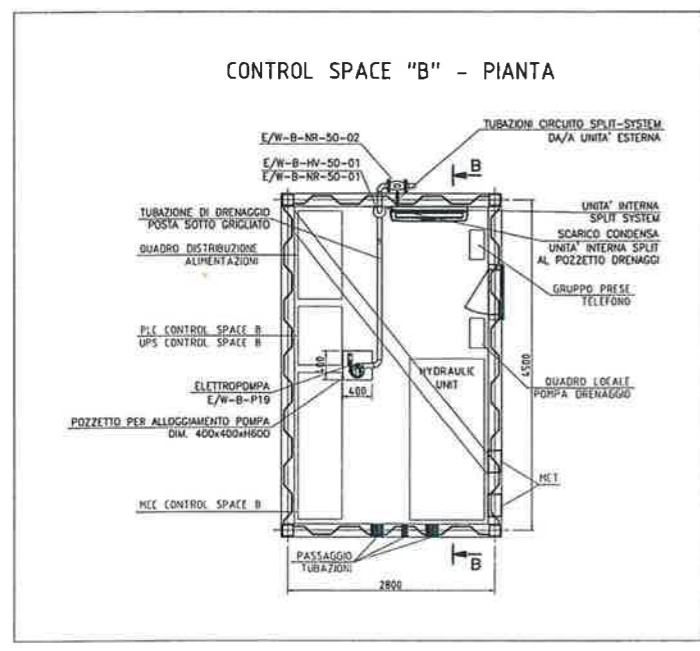 CONTROL SPACE "B" - PIANTA
E/W-B-NR-50-02
TUBAZIONI CIRCUITO SPLIT-SYSTEM
DA/A UNITA' ESTERNA
B
E/W-B-HV-50-01
E/W-B-NR-50-01
TUBAZIONE DI DRENAGGIO
POSTA SOTTO GRIGLIATO
UNITA' INTERNA
SPLIT SYSTEM
QUADRO DISTRIBUZIONE
ALIMENTAZIONI
SCARICO CONDENSA
UNITA' INTERNA SPLIT
AL POZZETTO DRENAGGI
GRUPPO PRESE
TELEFONO
PLC CONTROL SPACE B
UPS CONTROL SPACE B
400
400
HYDRAULIC
UNIT
4500
ELETTROPOMPA
E/W-B-P19
QUADRO LOCALE
POMPA DRENAGGIO
POZZETTO PER ALLOGGIAMENTO POMPA
DIM. 400x400xH600
MCT
MCC CONTROL SPACE B
PASSAGGIO
TUBAZIONI
B
2800